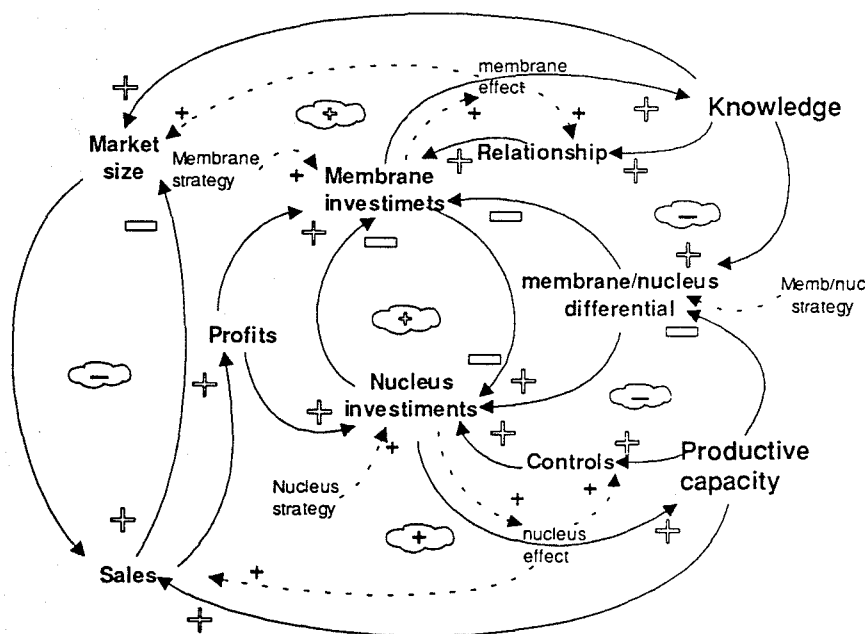 membrane
effect
Knowledge
Market
size
Membrane
strategy
Relationship
Membrane
investimets
membrane/nucleus
differential
Memb/nuc
strategy
Profits
Nucleus
investiments
Controls
Productive
capacity
Nucleus
strategy
nucleus
effect
Sales